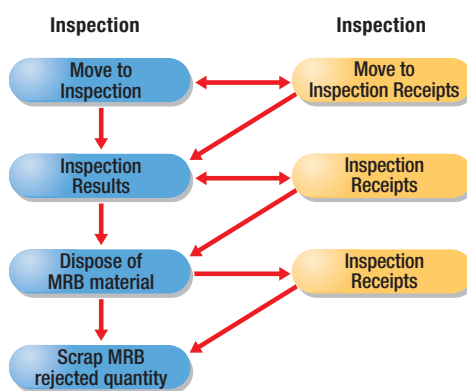 Inspection
Inspection
Move to
Inspection
Move to
Inspection Receipts
Inspection
Results
Inspection
Receipts
Dispose of
MRB material
Inspection
Receipts
Scrap MRB
rejected quantity